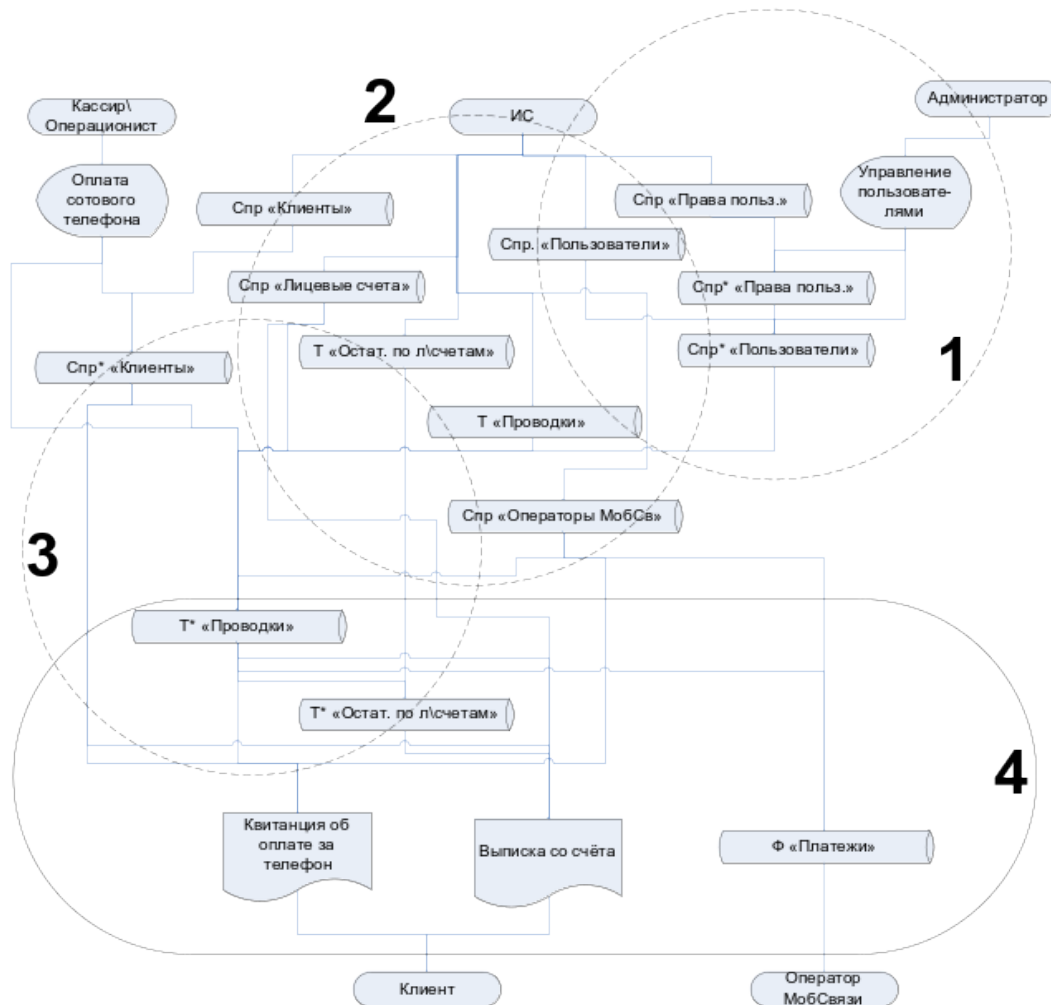 1
2
Кассир\
Операционист
ИС
Администратор
Оплата
сотового
телефона
Спр «Клиенты»
Спр «Права польз.»
Управление
пользовате-
лями
Спр. «Пользователи»
Спр «Лицевые счета»
Спр* «Права польз.»
Т «Остат. по л\счетам»
Спр* «Пользователи»
Спр* «Клиенты»
Т «Проводки»
Спр «Операторы МобСв»
3
Т* «Проводки»
Т* «Остат. по л\счетам»
4
Квитанция об
оплате за
телефон
Выписка со счёта
Ф «Платежи»
Клиент
Оператор
МобСвязи